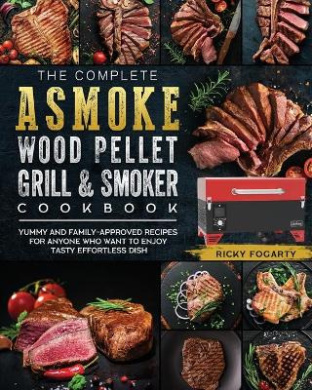 THE COMPLETE
ASMOKE
WOOD PELLET
GRILL & SMOKER
COOKBOOK
YUMMY AND FAMILY-APPROVED RECIPES
FOR ANYONE WHO WANT TO ENJOY
TASTY EFFORTLESS DISH
RICKY FOGARTY